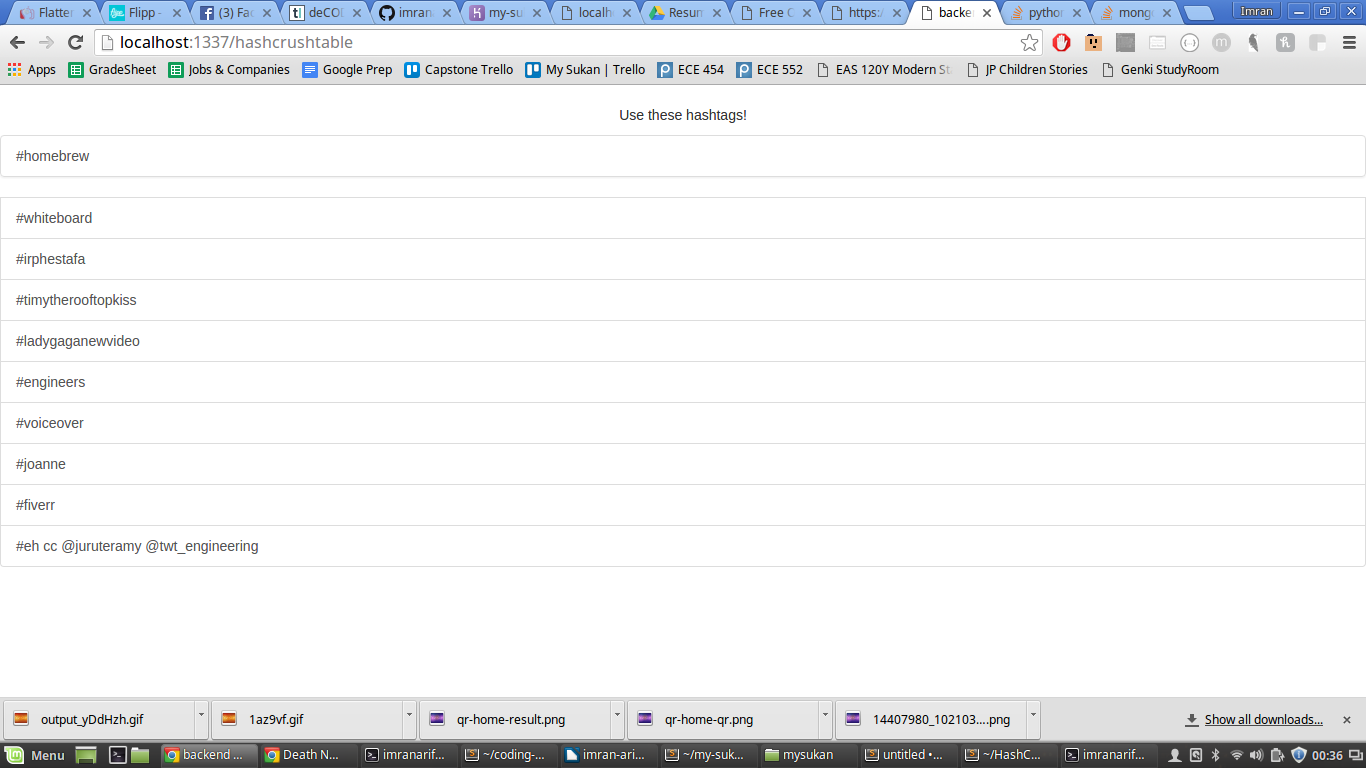 Flatter
Flipp -
(3) Fac
deCOD
imran
my-su
localh
Resum
Free C
https:/
backen
python
mong
Imran
localhost:1337/hashcrushtable
Apps
GradeSheet
Jobs & Companies
Google Prep
Capstone Trello
My Sukan | Trello
ECE 454
ECE 552
EAS 120Y Modern St
JP Children Stories
Genki StudyRoom
Use these hashtags!
#homebrew
#whiteboard
#irphestafa
#timytherooftopkiss
#ladygaganewvideo
#engineers
#voiceover
#joanne
#fiverr
#eh cc @juruteramy @twt_engineering
output_yDdHzh.gif
1az9vf.gif
qr-home-result.png
qr-home-qr.png
14407980_102103....png
Show all downloads...
Menu
backend ...
Death N...
imranarif...
~/coding-...
imran-ari...
~/my-suk...
mysukan
untitled •...
~/HashC...
imranarif...
00:36